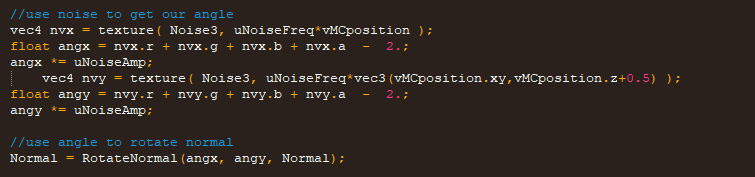 //use noise to get our angle
vec4 nvx = texture( Noise3, uNoiseFreq*vMCposition );
float angx = nvx.r + nvx.g + nvx.b + nvx.a  -  2.;
angx *= uNoiseAmp;
    vec4 nvy = texture( Noise3, uNoiseFreq*vec3(vMCposition.xy,vMCposition.z+0.5) );
float angy = nvy.r + nvy.g + nvy.b + nvy.a  -  2.;
angy *= uNoiseAmp;

//use angle to rotate normal
Normal = RotateNormal(angx, angy, Normal);